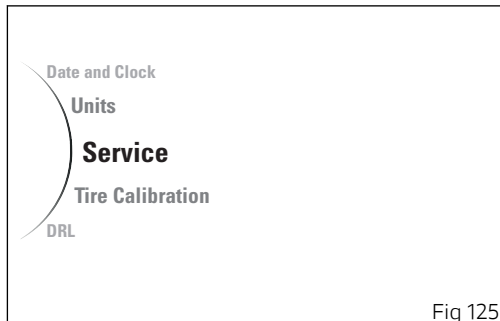 Date and Clock
Units
Service
Tire Calibration
DRL
Fig 125